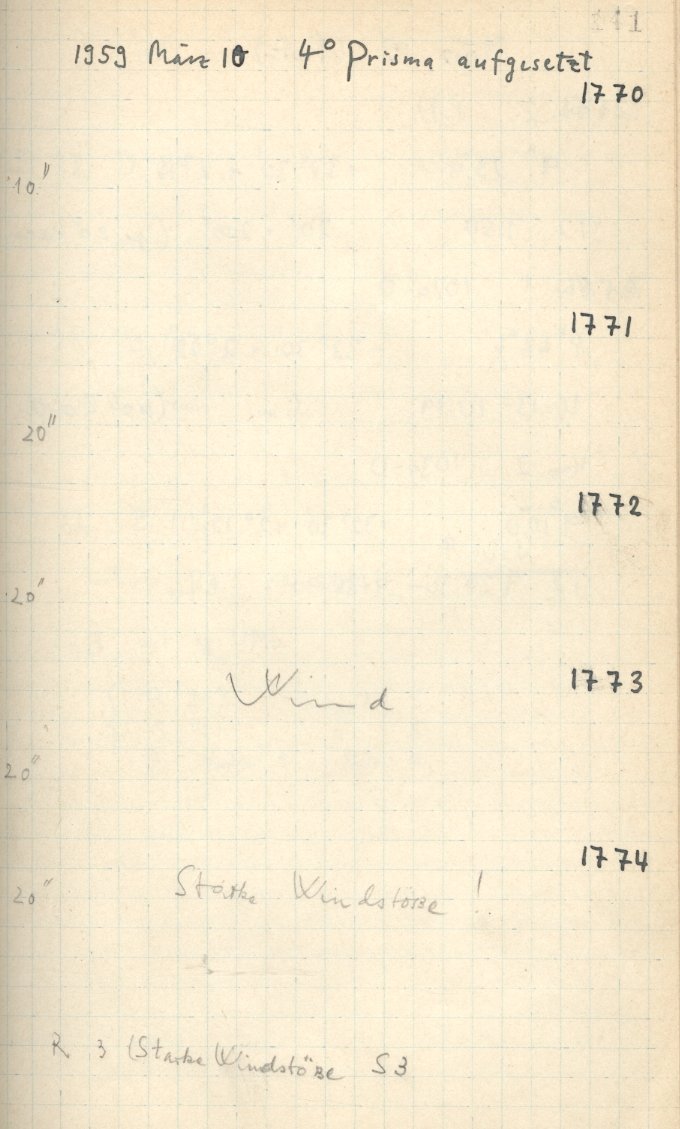 141
1959 März 10 4° Prisma aufgesetzt
1770
10"
1771
20"
1772
20"
Wind 1773
20"
1774
Starke Windstösse !
20"
R 3 (Starke Windstöße S3